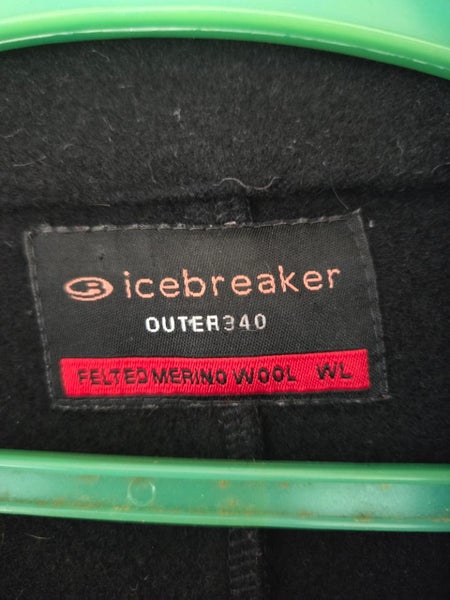 icebreaker
OUTER340
FELTED MERINO WOOL WL